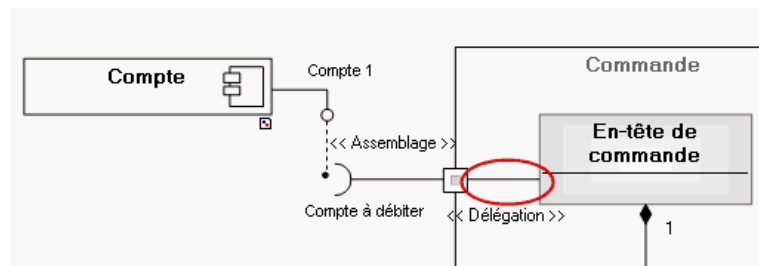 Compte
Compte 1
Commande
En-tête de
commande
<< Assemblage >>
Compte à débiter
<< Délégation >>
1